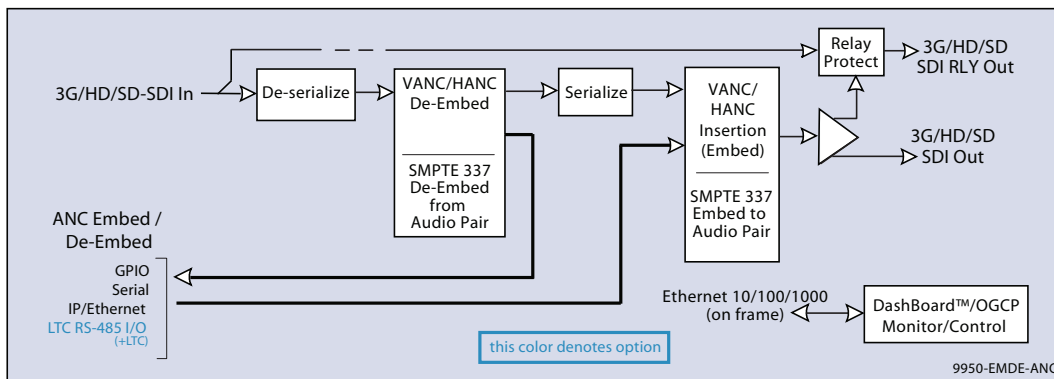 3G/HD/SD-SDI In
De-serialize
VANC/HANC
De-Embed
SMPTE 337
De-Embed
from
Audio Pair
Serialize
VANC/
HANC
Insertion
(Embed)
SMPTE 337
Embed to
Audio Pair
Relay
Protect
3G/HD/SD
SDI RLY Out
3G/HD/SD
SDI Out
ANC Embed /
De-Embed
GPIO
Serial
IP/Ethernet
LTC RS-485 I/O
(+LTC)
this color denotes option
Ethernet 10/100/1000
(on frame)
DashBoard™/OGCP
Monitor/Control
9950-EMDE-ANC